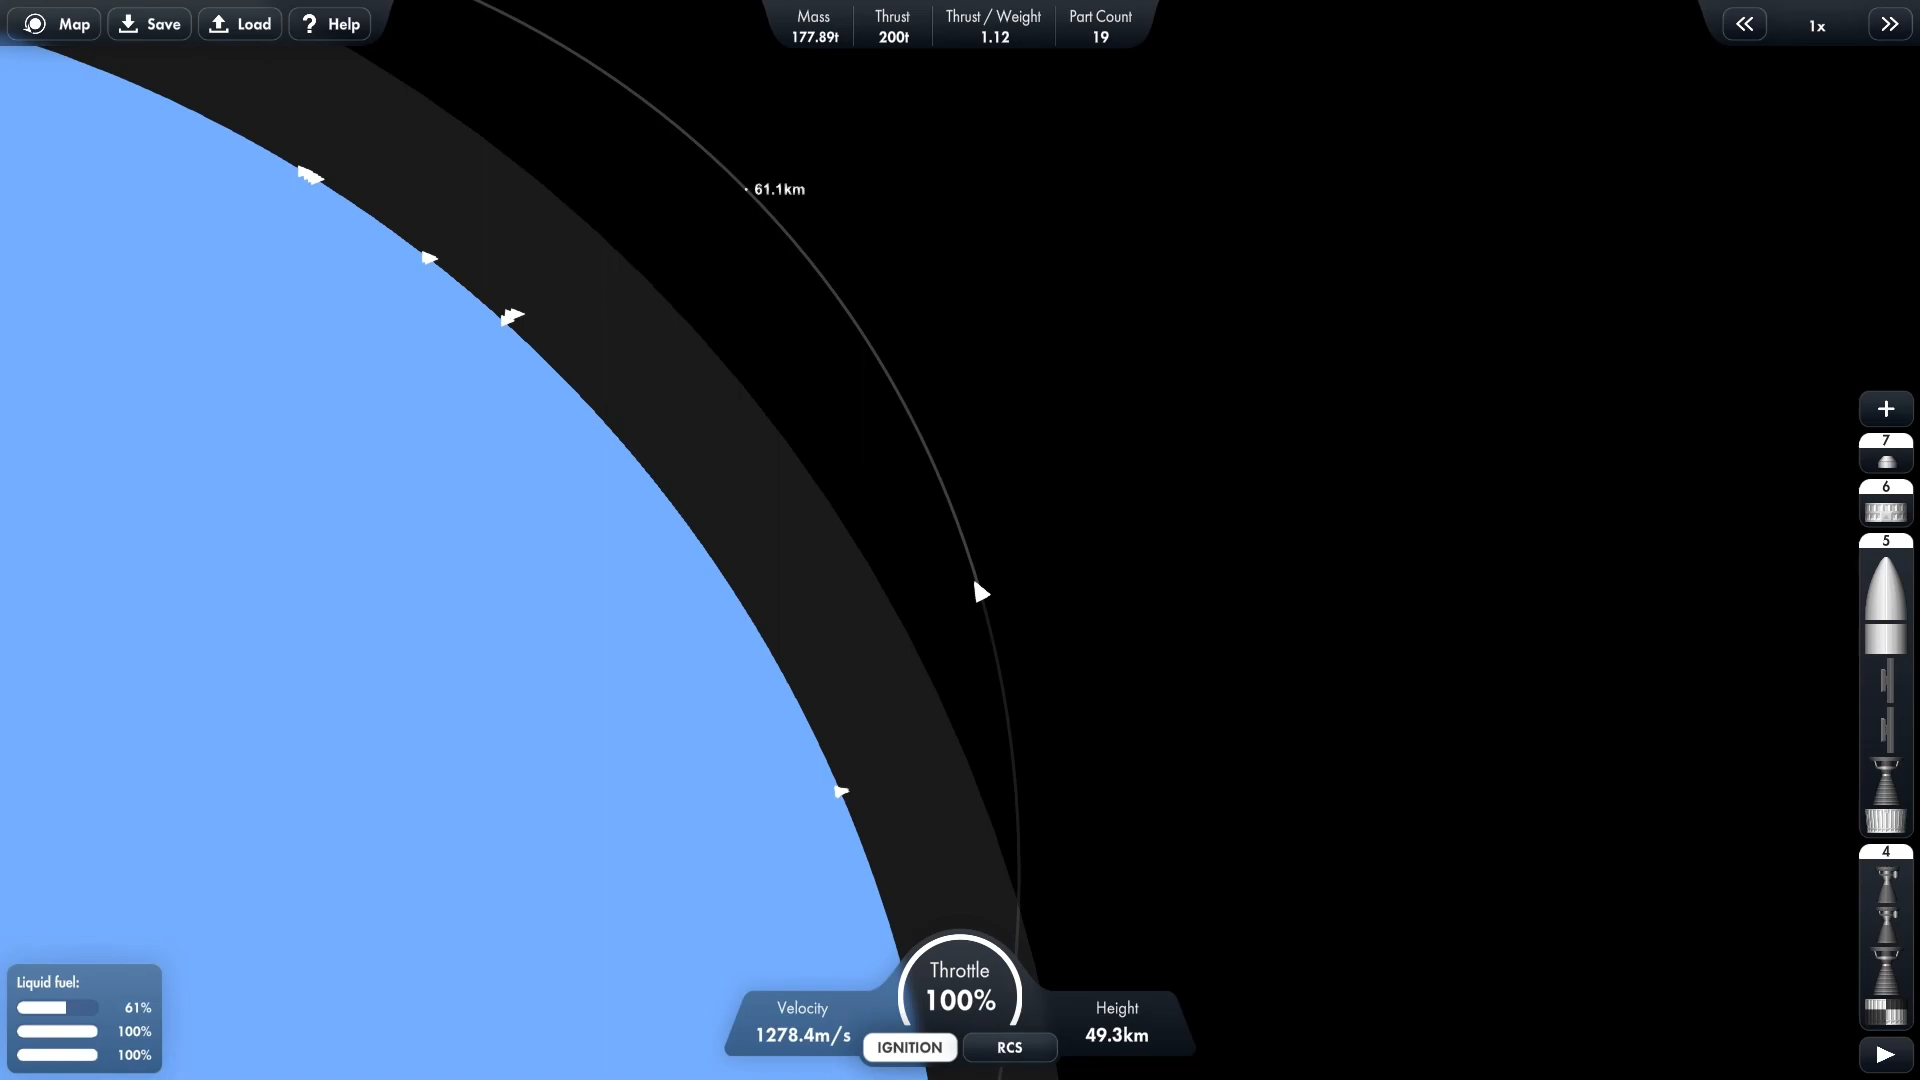 Map Save Load ? Help
Mass Thrust Thrust / Weight Part Count
177.89t 200t 1.12 19
1x
61.1km
7
6
5
4
Liquid fuel:
61%
100%
100%
Throttle
100%
Velocity
1278.4m/s
Height
49.3km
IGNITION RCS